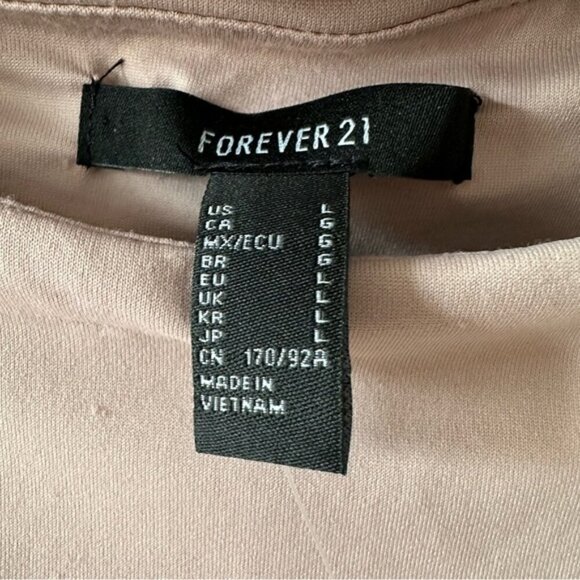 FOREVER 21
US L
CA G
MX/ECU G
BR G
EU L
UK L
KR L
JP L
CN 170/92A
MADE IN
VIETNAM